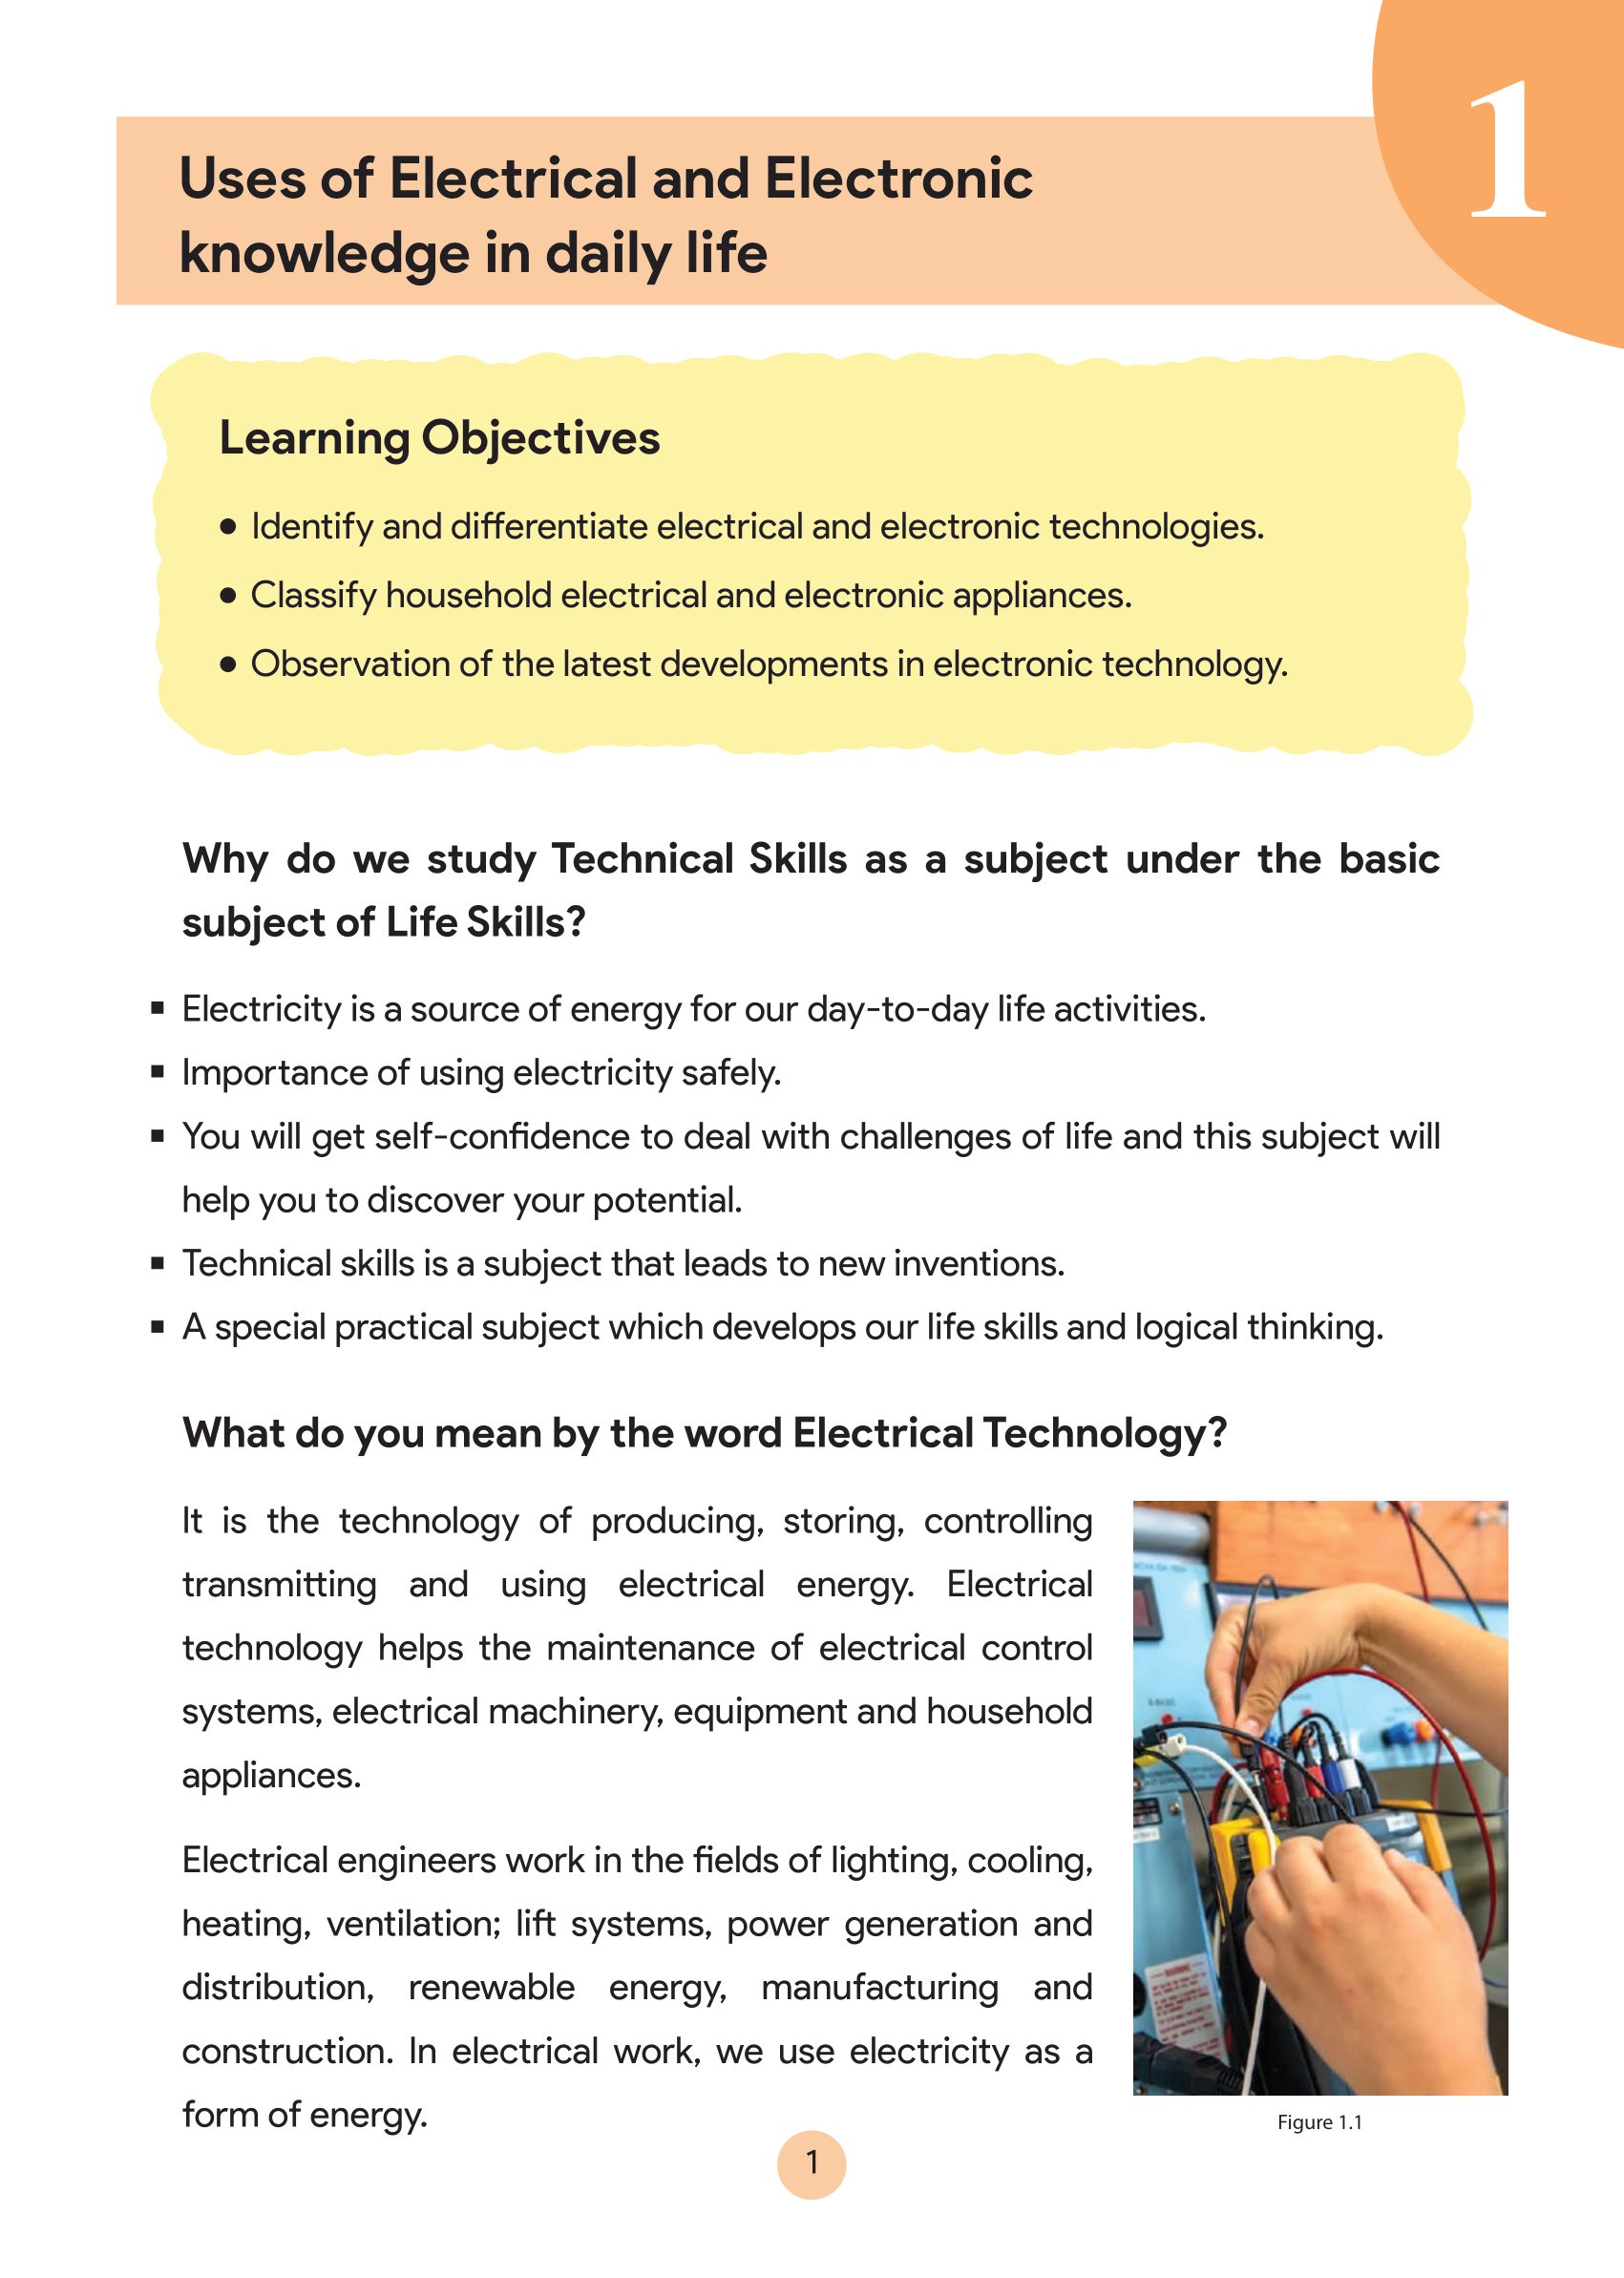 1
Uses of Electrical and Electronic
knowledge in daily life
Learning Objectives
● Identify and differentiate electrical and electronic technologies.
● Classify household electrical and electronic appliances.
● Observation of the latest developments in electronic technology.
Why do we study Technical Skills as a subject under the basic
subject of Life Skills?
▪ Electricity is a source of energy for our day-to-day life activities.
▪ Importance of using electricity safely.
▪ You will get self-confidence to deal with challenges of life and this subject will
help you to discover your potential.
▪ Technical skills is a subject that leads to new inventions.
▪ A special practical subject which develops our life skills and logical thinking.
What do you mean by the word Electrical Technology?
It is the technology of producing, storing, controlling
transmitting and using electrical energy. Electrical
technology helps the maintenance of electrical control
systems, electrical machinery, equipment and household
appliances.
Electrical engineers work in the fields of lighting, cooling,
heating, ventilation; lift systems, power generation and
distribution, renewable energy, manufacturing and
construction. In electrical work, we use electricity as a
form of energy.
WARNING
Figure 1.1
1